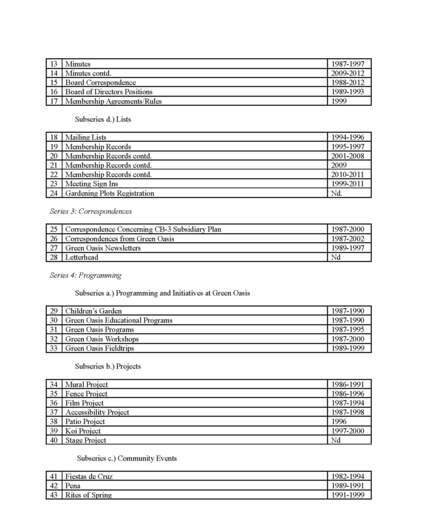 13 Minutes 1987-1997
14 Minutes contd. 2009-2012
15 Board Correspondence 1988-2012
16 Board of Directors Positions 1989-1993
17 Membership Agreements/Rules 1999
Subseries d.) Lists
18 Mailing Lists 1994-1996
19 Membership Records 1995-1997
20 Membership Records contd. 2001-2008
21 Membership Records contd. 2009
22 Membership Records contd. 2010-2011
23 Meeting Sign Ins 1999-2011
24 Gardening Plots Registration Nd.
Series 3: Correspondences
25 Correspondence Concerning CB-3 Subsidiary Plan 1987-2000
26 Correspondences from Green Oasis 1987-2002
27 Green Oasis Newsletters 1989-1997
28 Letterhead Nd
Series 4: Programming
Subseries a.) Programming and Initiatives at Green Oasis
29 Children's Garden 1987-1990
30 Green Oasis Educational Programs 1987-1990
31 Green Oasis Programs 1987-1995
32 Green Oasis Workshops 1987-2000
33 Green Oasis Fieldtrips 1989-1999
Subseries b.) Projects
34 Mural Project 1986-1991
35 Fence Project 1986-1996
36 Film Project 1987-1994
37 Accessibility Project 1987-1998
38 Patio Project 1996
39 Koi Project 1997-2000
40 Stage Project Nd
Subseries c.) Community Events
41 Fiestas de Cruz 1982-1994
42 Pena 1989-1991
43 Rites of Spring 1991-1999